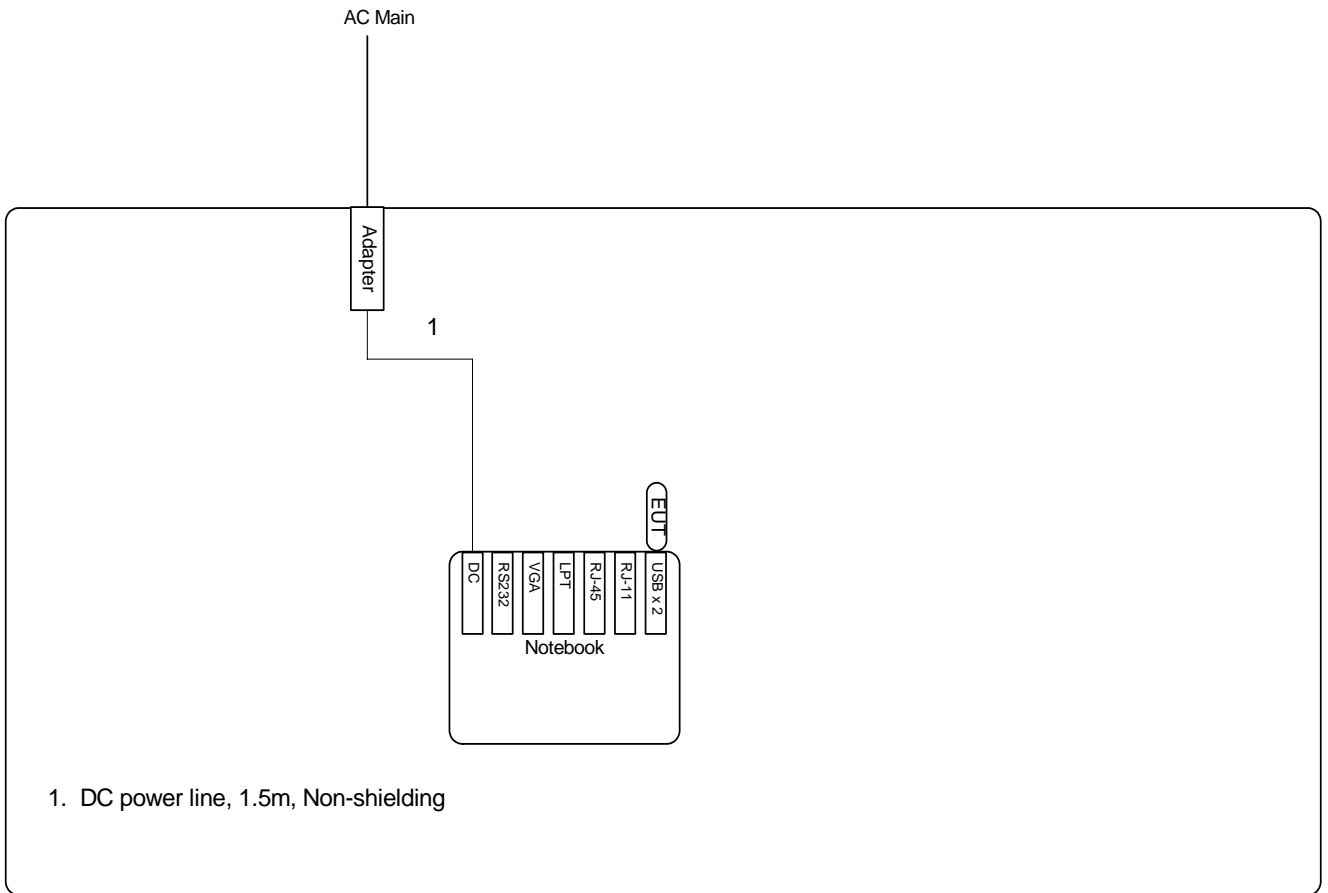 AC Main
Adapter
1
EUT
DC
RS232
VGA
LPT
RJ-45
RJ-11
USB x 2
Notebook
1. DC power line, 1.5m, Non-shielding